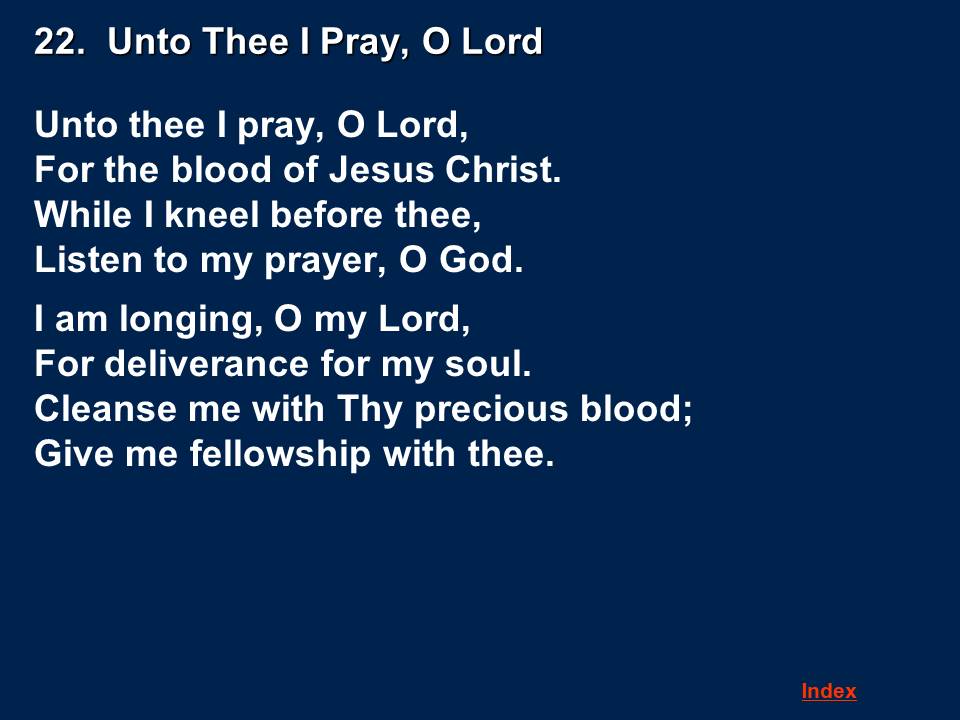 22. Unto Thee I Pray, O Lord
Unto thee I pray, O Lord,
For the blood of Jesus Christ.
While I kneel before thee,
Listen to my prayer, O God.
I am longing, O my Lord,
For deliverance for my soul.
Cleanse me with Thy precious blood;
Give me fellowship with thee.
Index